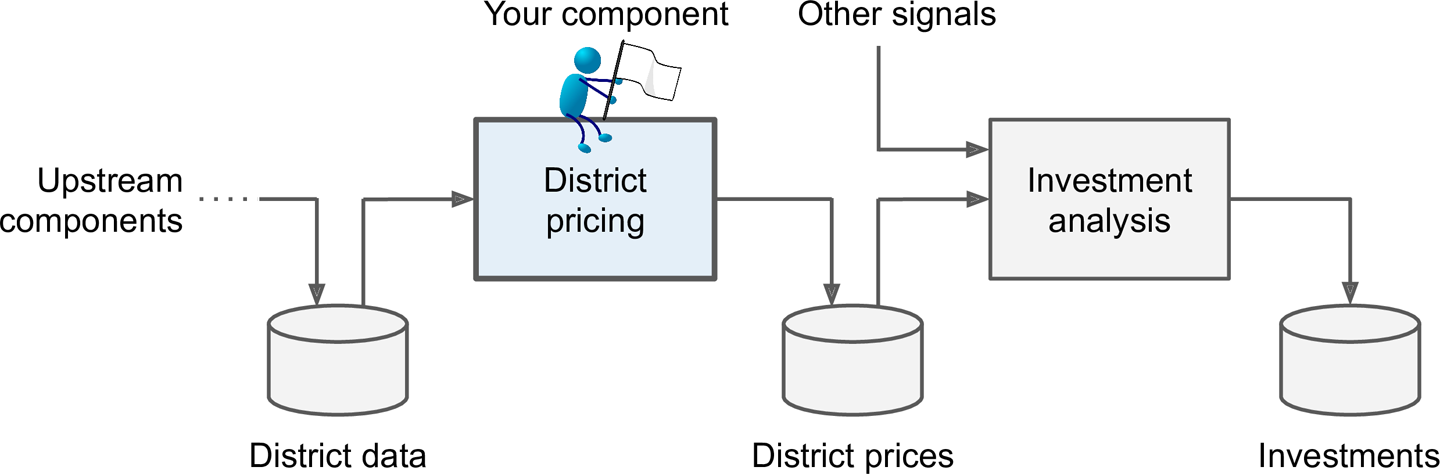 Your component
Other signals
Upstream
components
District
pricing
Investment
analysis
District data
District prices
Investments